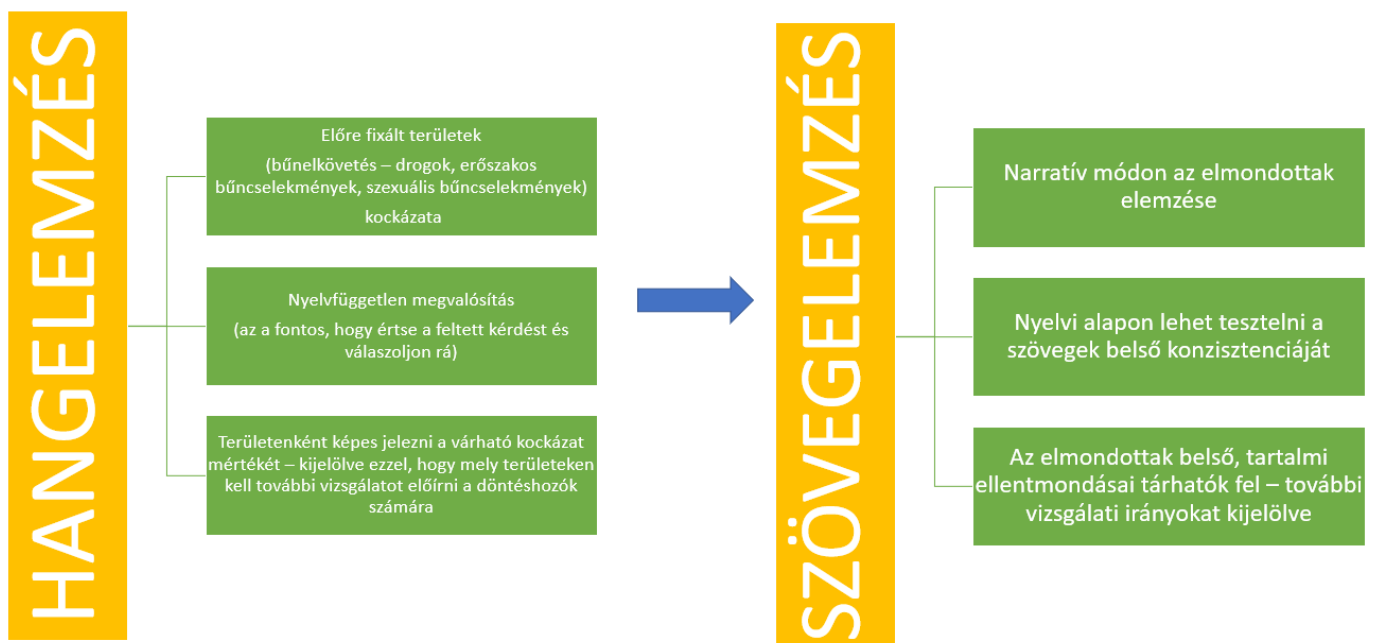 HANGELEMZÉS
Előre fixált területek
(bűnelkövetés – drogok, erőszakos
bűncselekmények, szexuális bűncselekmények)
kockázata
Nyelvfüggetlen megvalósítás
(az a fontos, hogy értse a feltett kérdést és
válaszoljon rá)
Területenként képes jelezni a várható kockázat
mértékét – kijelölve ezzel, hogy mely területeken
kell további vizsgálatot előírni a döntéshozók
számára
SZÖVEGELEMZÉS
Narratív módon az elmondottak
elemzése
Nyelvi alapon lehet tesztelni a
szövegek belső konzisztenciáját
Az elmondottak belső, tartalmi
ellentmondásai tárhatók fel – további
vizsgálati irányokat kijelölve